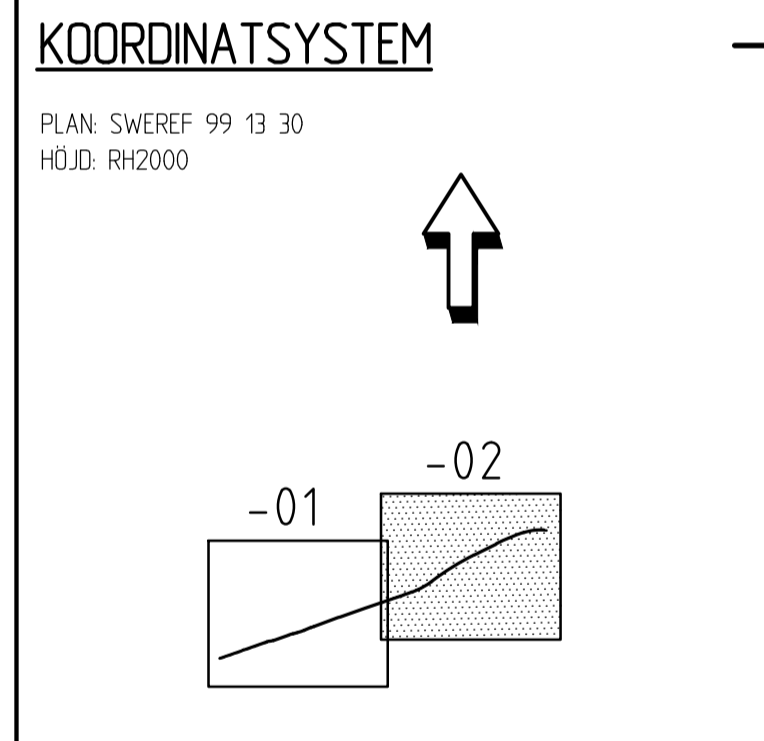 KOORDINATSYSTEM
PLAN: SWEREF 99 13 30
HÖJD: RH2000
-02
-01